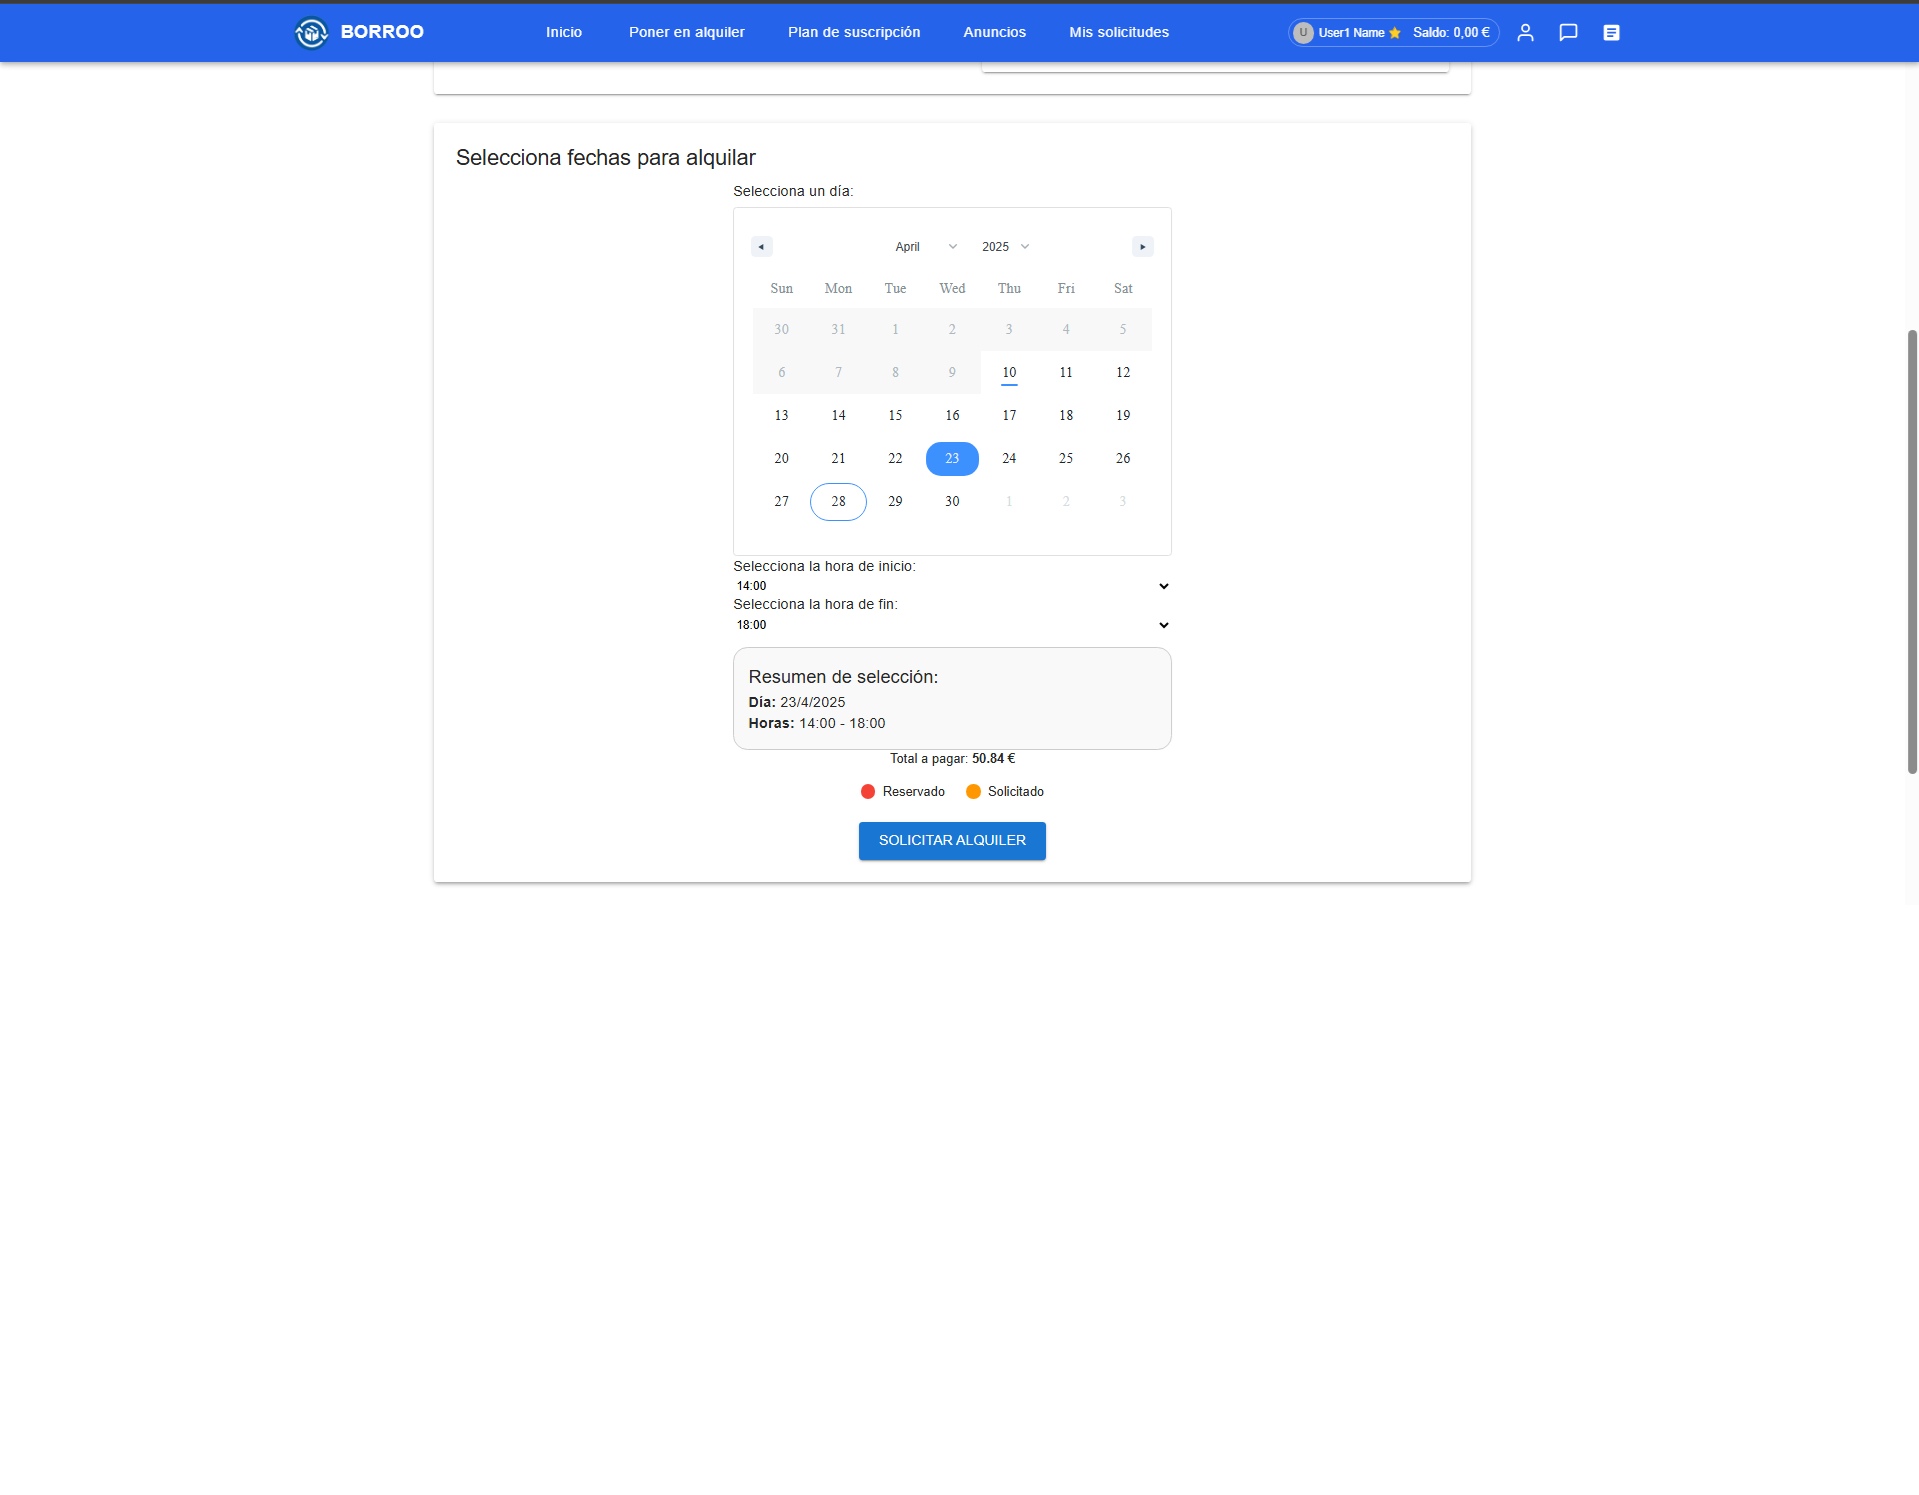 BORROO Inicio Poner en alquiler Plan de suscripción Anuncios Mis solicitudes U User1 Name Saldo: 0,00 €
Selecciona fechas para alquilar
Selecciona un día:
April 2025
Sun Mon Tue Wed Thu Fri Sat
30 31 1 2 3 4 5
6 7 8 9 10 11 12
13 14 15 16 17 18 19
20 21 22 23 24 25 26
27 28 29 30 1 2 3
Selecciona la hora de inicio:
14:00
Selecciona la hora de fin:
18:00
Resumen de selección:
Día: 23/4/2025
Horas: 14:00 - 18:00
Total a pagar: 50.84 €
Reservado Solicitado
SOLICITAR ALQUILER